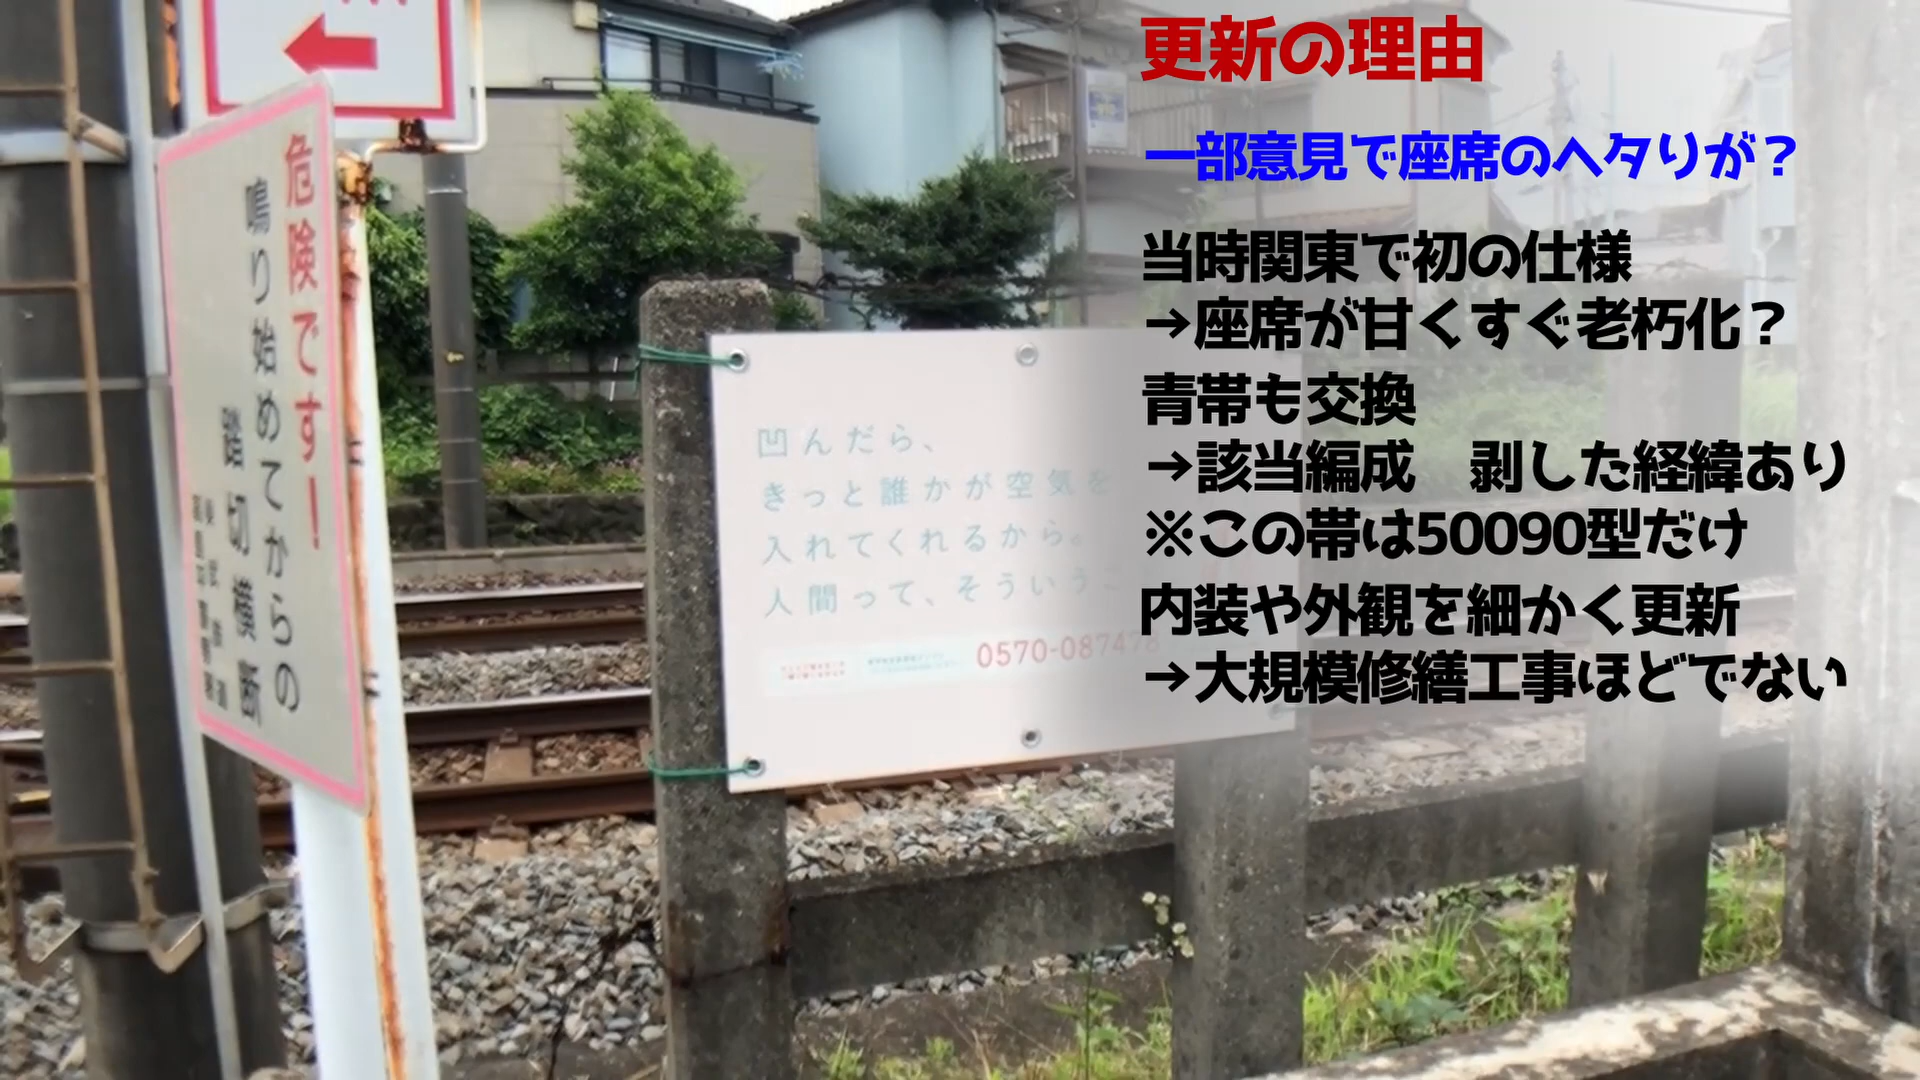 更新の理由
一部意見で座席のヘタりが？
当時関東で初の仕様
→座席が甘くすぐ老朽化？
青帯も交換
→該当編成　剥した経緯あり
※この帯は50090型だけ
内装や外観を細かく更新
→大規模修繕工事ほどでない
危険です！
鳴り始めてからの
踏切横断
凹んだら、
きっと誰かが空気を
入れてくれるから。
人間って、そういうこ
0570-087478